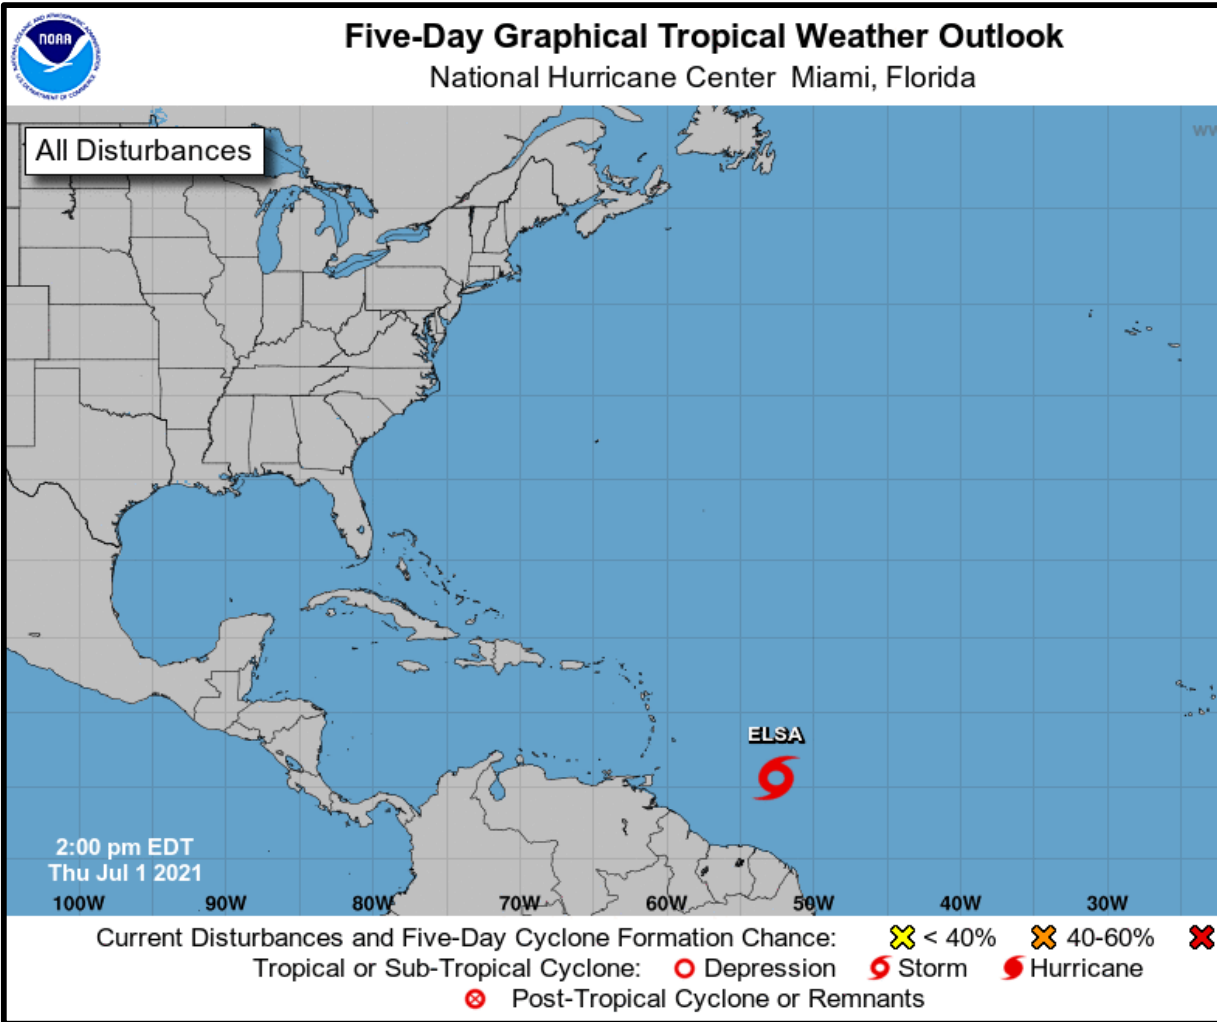 NOAA
Five-Day Graphical Tropical Weather Outlook
National Hurricane Center Miami, Florida
All Disturbances
ELSA
2:00 pm EDT
Thu Jul 1 2021
100W 90W 80W 70W 60W 50W 40W 30W
Current Disturbances and Five-Day Cyclone Formation Chance: < 40% 40-60%
Tropical or Sub-Tropical Cyclone: Depression Storm Hurricane
Post-Tropical Cyclone or Remnants